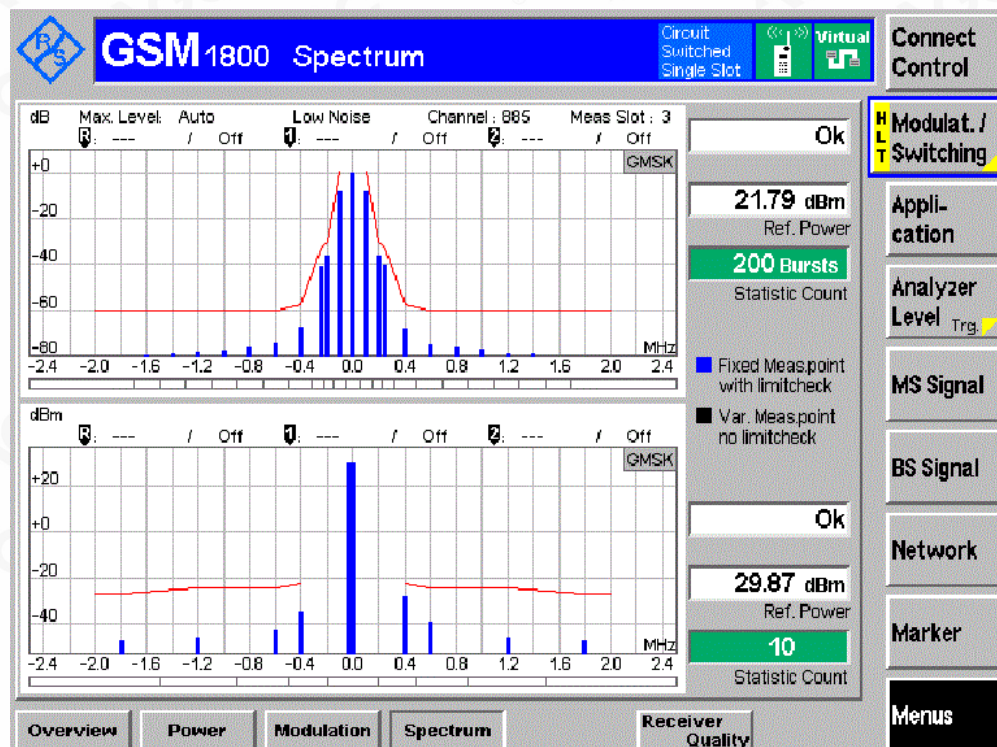 R/S
GSM 1800 Spectrum
Circuit
Switched
Single Slot
Virtual
Connect
Control
dB Max. Level: Auto Low Noise Channel : 885 Meas Slot : 3
R : --- / Off 1 : --- / Off 2 : --- / Off
GMSK
+0
-20
-40
-60
-80
MHz
-2.4 -2.0 -1.6 -1.2 -0.8 -0.4 0.0 0.4 0.8 1.2 1.6 2.0 2.4
Ok
21.79 dBm
Ref. Power
200 Bursts
Statistic Count
Fixed Meas.point
with limitcheck
Var. Meas.point
no limitcheck
dBm
R : --- / Off 1 : --- / Off 2 : --- / Off
GMSK
+20
+0
-20
-40
MHz
-2.4 -2.0 -1.6 -1.2 -0.8 -0.4 0.0 0.4 0.8 1.2 1.6 2.0 2.4
Ok
29.87 dBm
Ref. Power
10
Statistic Count
HLT
Modulat. /
Switching
Appli-
cation
Analyzer
Level Trg.
MS Signal
BS Signal
Network
Marker
Menus
Overview Power Modulation Spectrum Receiver
Quality